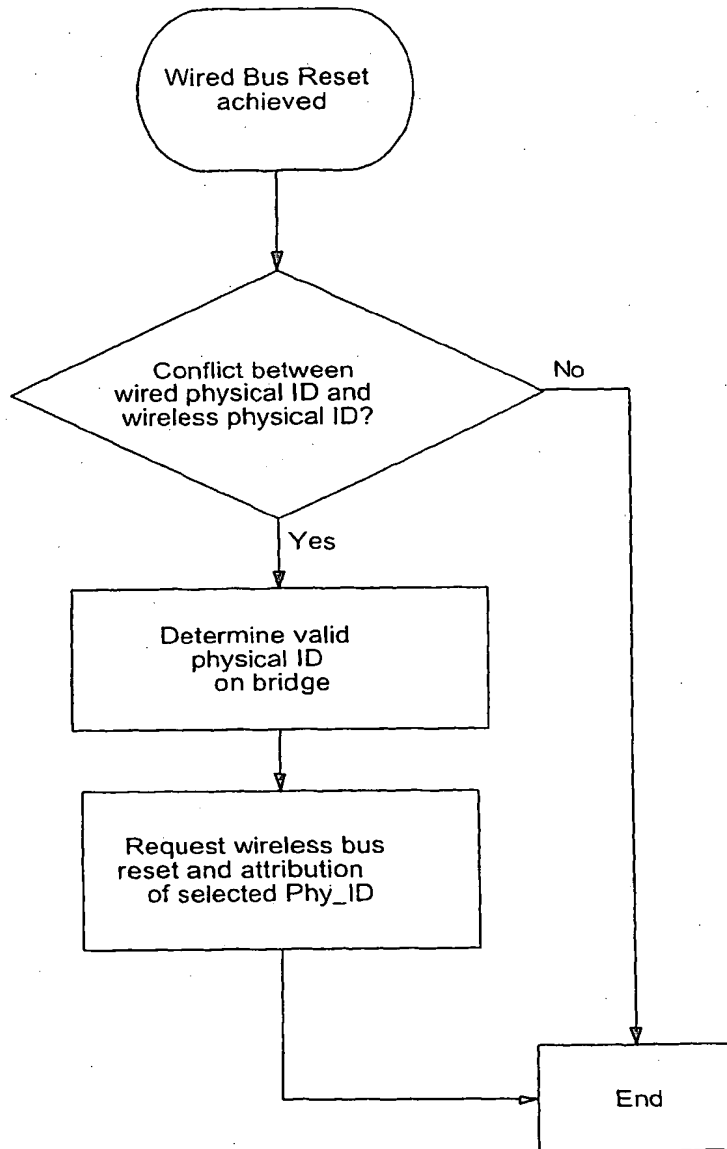 Wired Bus Reset
achieved
Conflict between
wired physical ID and
wireless physical ID?
No
Yes
Determine valid
physical ID
on bridge
Request wireless bus
reset and attribution
of selected Phy_ID
End